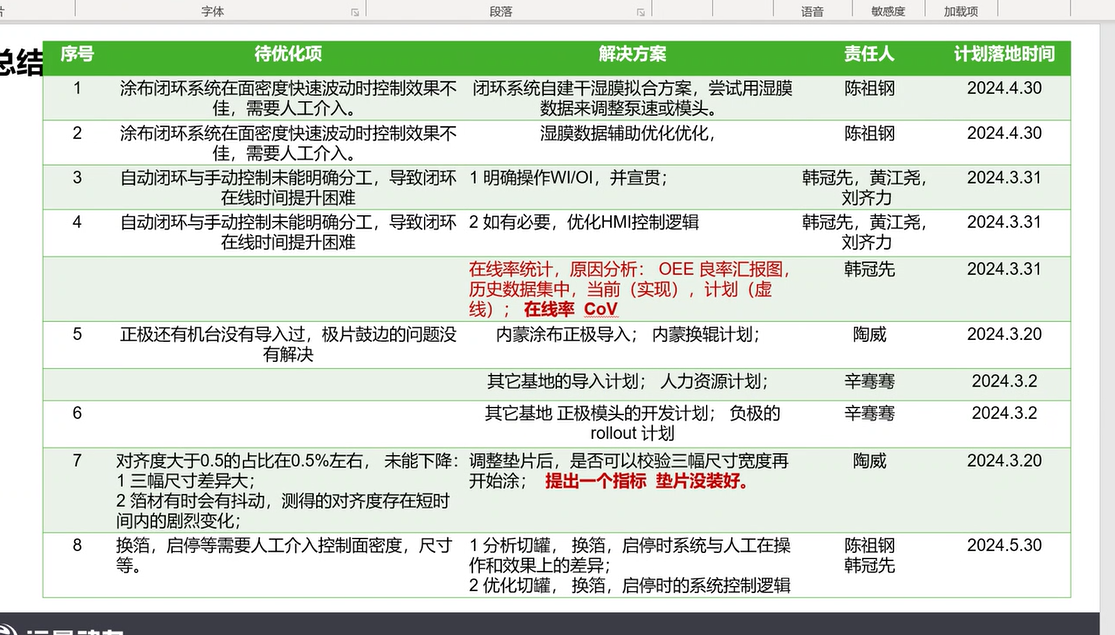 字体
段落
语音
敏感度
加载项
总结
序号 待优化项 解决方案 责任人 计划落地时间
1 涂布闭环系统在面密度快速波动时控制效果不 闭环系统自建干湿膜拟合方案，尝试用湿膜 陈祖钢 2024.4.30
佳，需要人工介入。 数据来调整泵速或模头。
2 涂布闭环系统在面密度快速波动时控制效果不 湿膜数据辅助优化优化， 陈祖钢 2024.4.30
佳，需要人工介入。
3 自动闭环与手动控制未能明确分工，导致闭环 1 明确操作WI/OI，并宣贯； 韩冠先，黄江尧， 2024.3.31
在线时间提升困难 刘齐力
4 自动闭环与手动控制未能明确分工，导致闭环 2 如有必要，优化HMI控制逻辑 韩冠先，黄江尧， 2024.3.31
在线时间提升困难 刘齐力
在线率统计，原因分析： OEE 良率汇报图， 韩冠先 2024.3.31
历史数据集中，当前（实现），计划（虚
线）； 在线率 CoV
5 正极还有机台没有导入过，极片鼓边的问题没 内蒙涂布正极导入； 内蒙换辊计划； 陶威 2024.3.20
有解决
其它基地的导入计划； 人力资源计划； 辛骞骞 2024.3.2
6 其它基地 正极模头的开发计划； 负极的 辛骞骞 2024.3.2
rollout 计划
7 对齐度大于0.5的占比在0.5%左右， 未能下降： 调整垫片后，是否可以校验三幅尺寸宽度再 陶威 2024.3.20
1 三幅尺寸差异大； 开始涂； 提出一个指标 垫片没装好。
2 箔材有时会有抖动，测得的对齐度存在短时
间内的剧烈变化；
8 换箔，启停等需要人工介入控制面密度，尺寸 1 分析切罐， 换箔，启停时系统与人工在操 陈祖钢 2024.5.30
等。 作和效果上的差异； 韩冠先
2 优化切罐， 换箔，启停时的系统控制逻辑